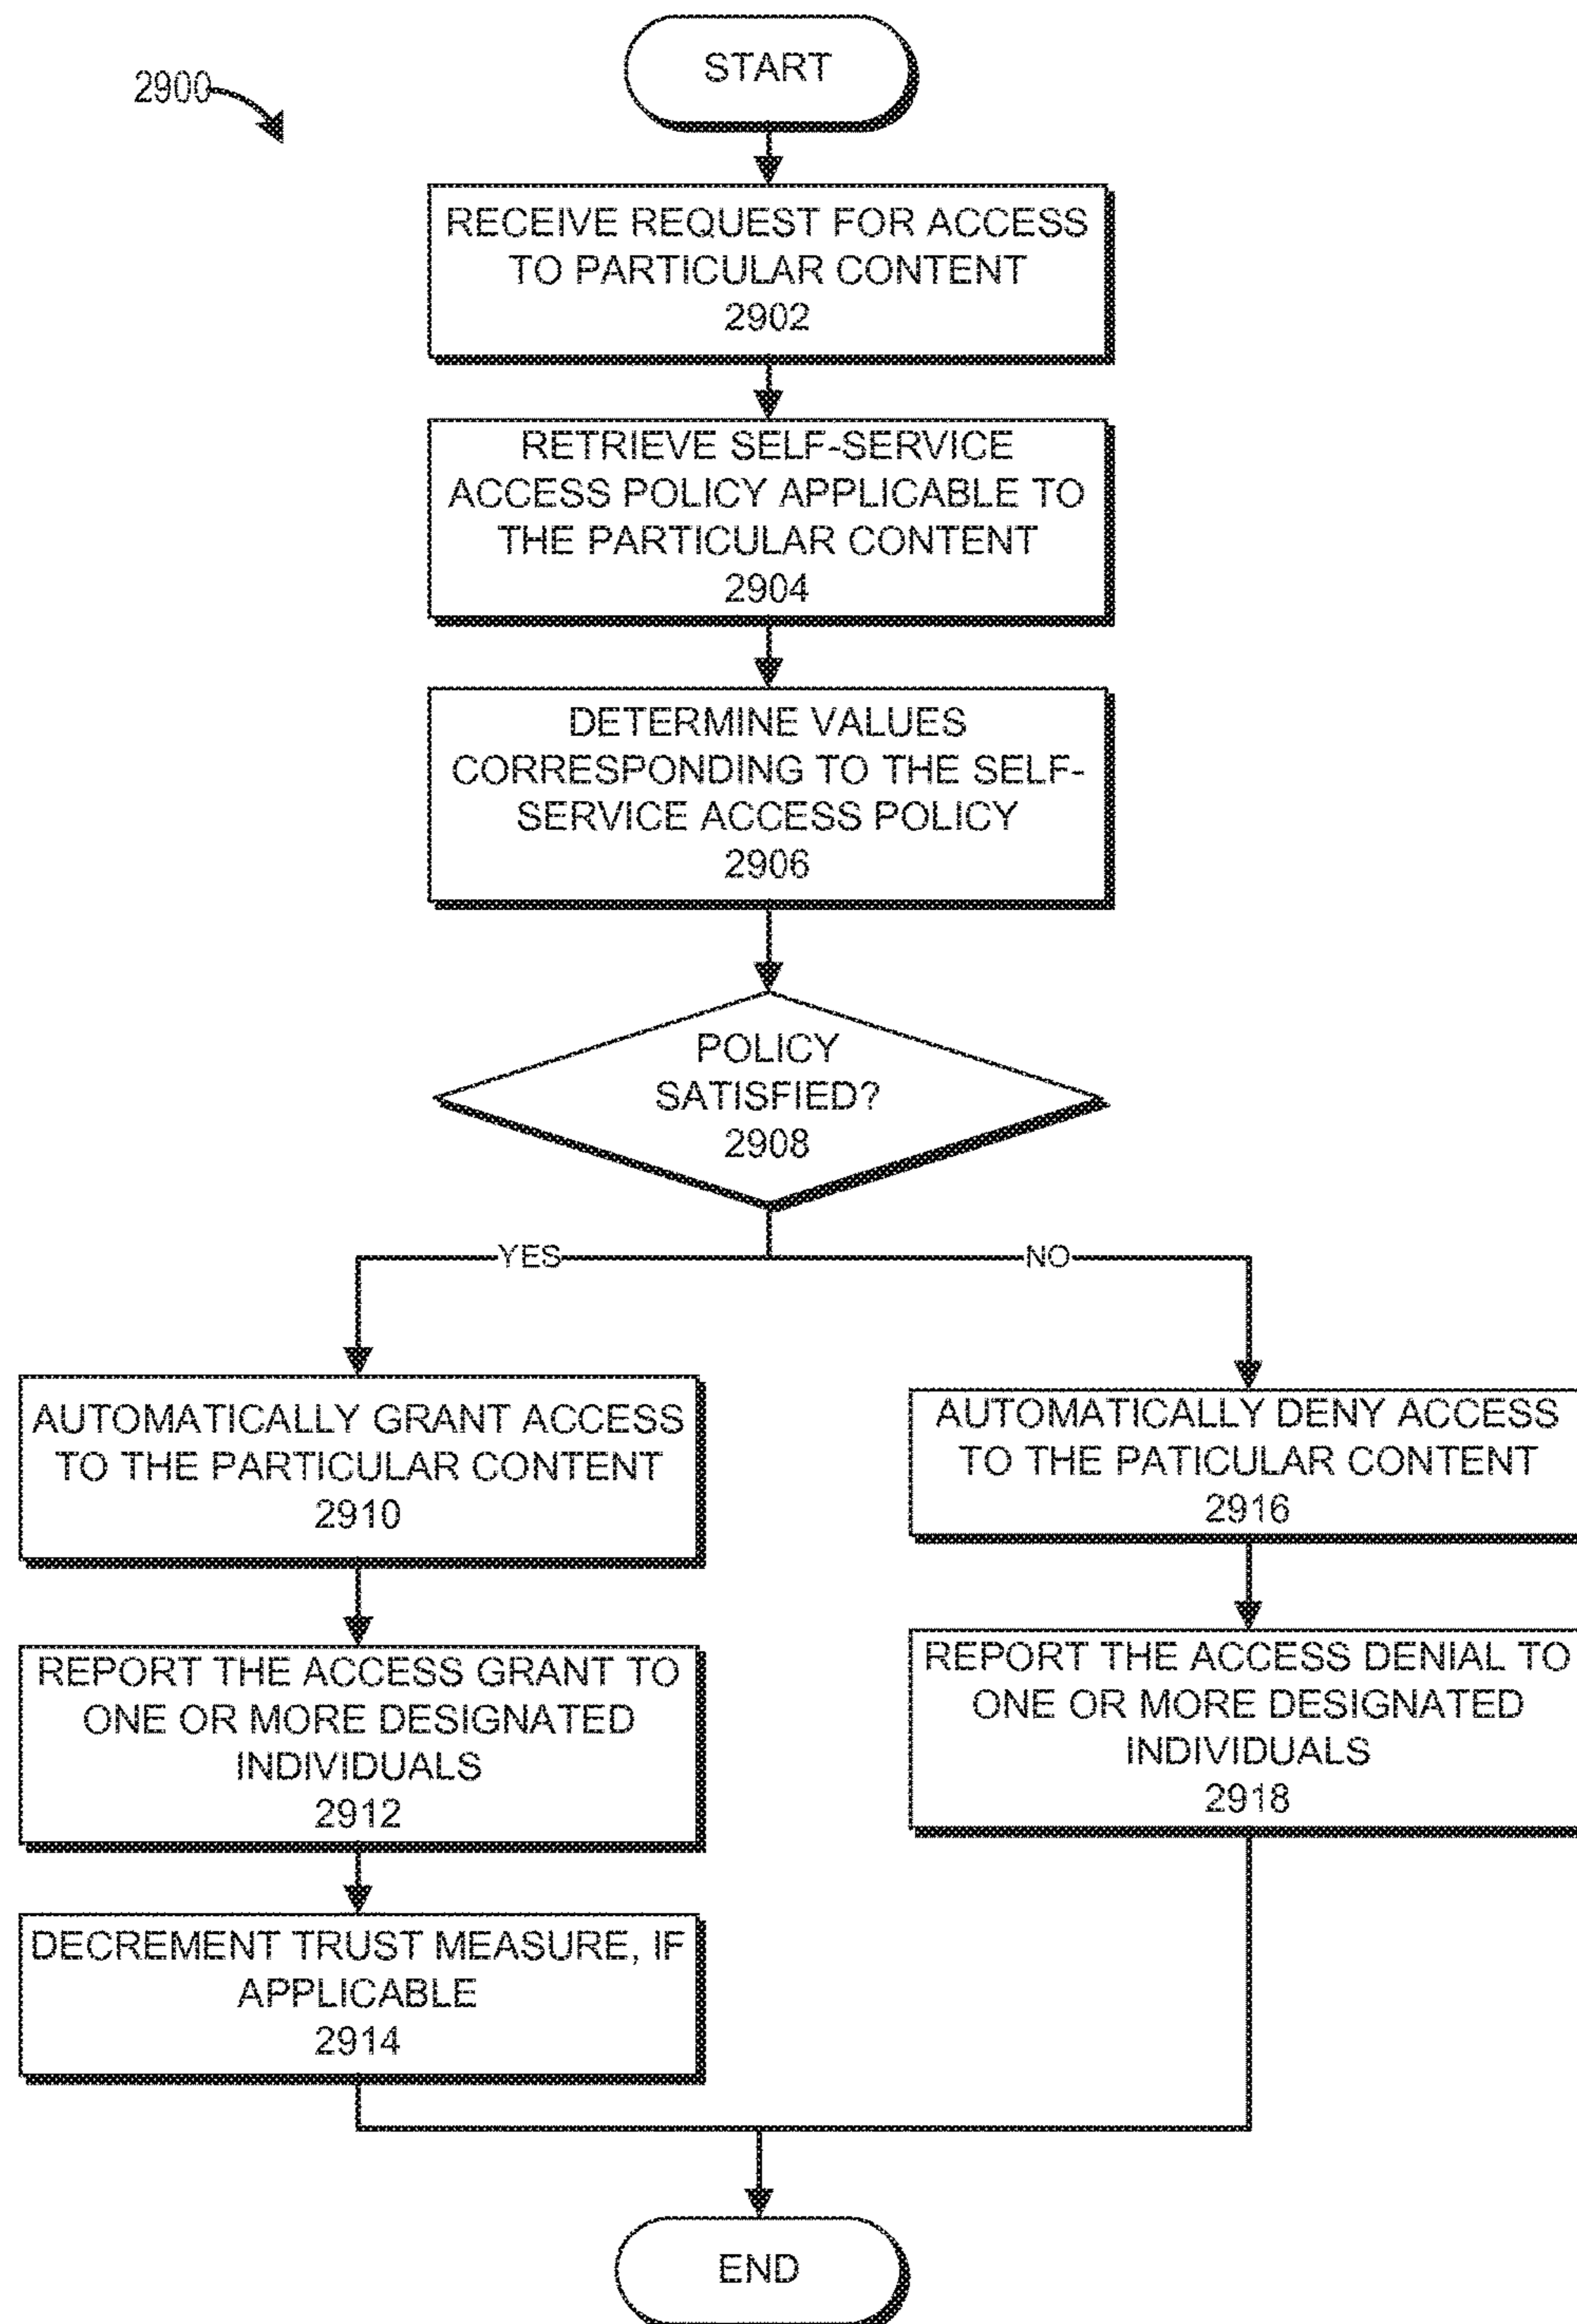 2900
START
RECEIVE REQUEST FOR ACCESS
TO PARTICULAR CONTENT
2902
RETRIEVE SELF-SERVICE
ACCESS POLICY APPLICABLE TO
THE PARTICULAR CONTENT
2904
DETERMINE VALUES
CORRESPONDING TO THE SELF-
SERVICE ACCESS POLICY
2906
POLICY
SATISFIED?
2908
YES
NO
AUTOMATICALLY GRANT ACCESS
TO THE PARTICULAR CONTENT
2910
REPORT THE ACCESS GRANT TO
ONE OR MORE DESIGNATED
INDIVIDUALS
2912
DECREMENT TRUST MEASURE, IF
APPLICABLE
2914
AUTOMATICALLY DENY ACCESS
TO THE PATICULAR CONTENT
2916
REPORT THE ACCESS DENIAL TO
ONE OR MORE DESIGNATED
INDIVIDUALS
2918
END